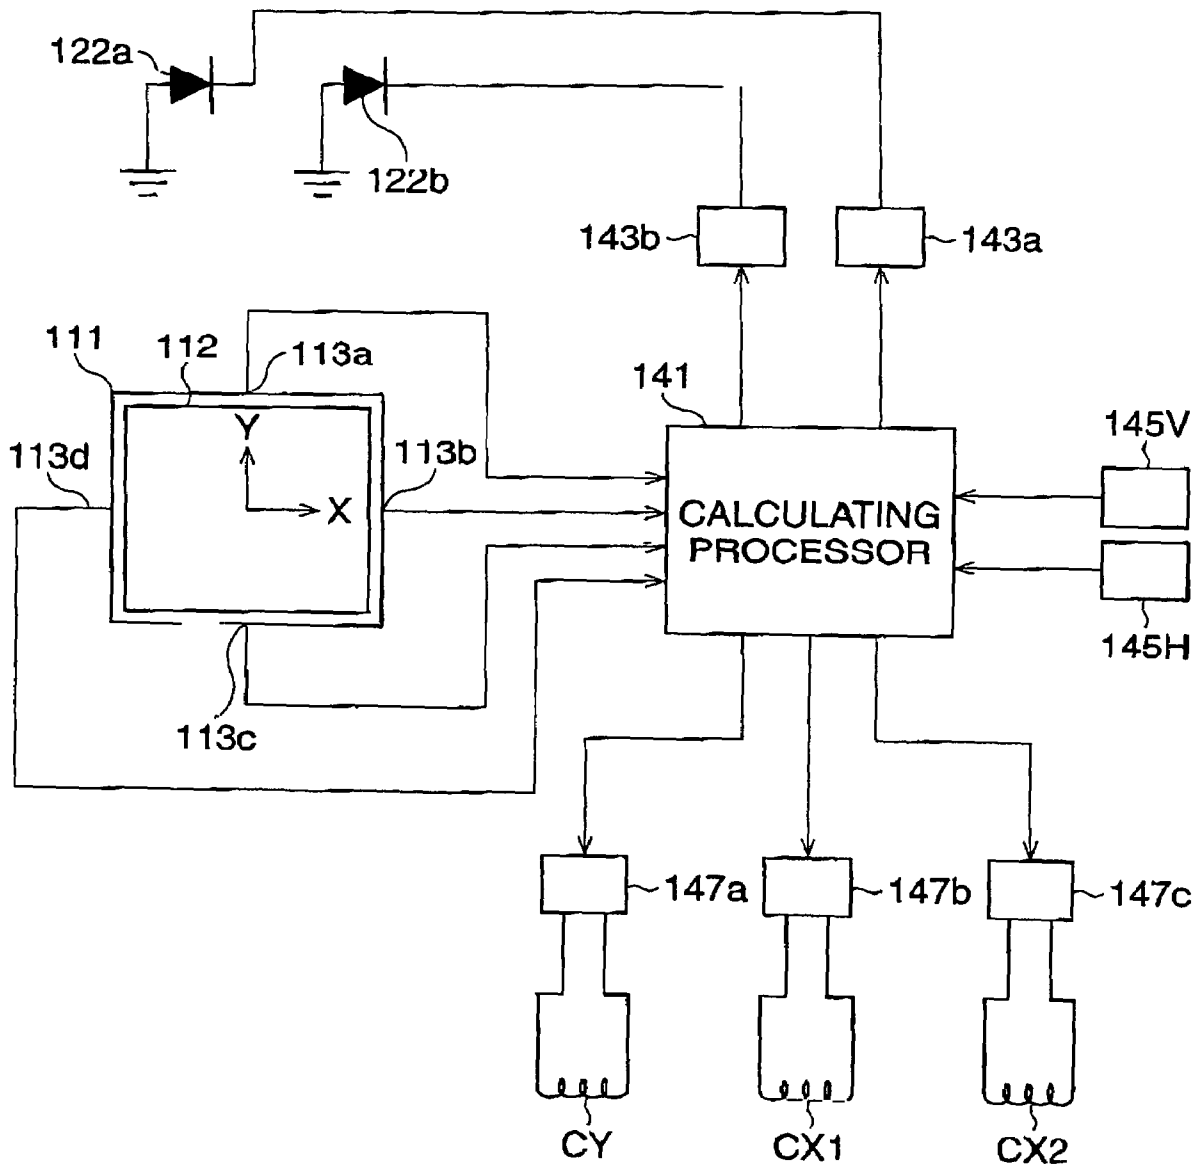 122a
122b
143b
143a
111
112
113a
141
Y
113b
145V
113d
X
CALCULATING
PROCESSOR
145H
113c
147a
147b
147c
CY
CX1
CX2